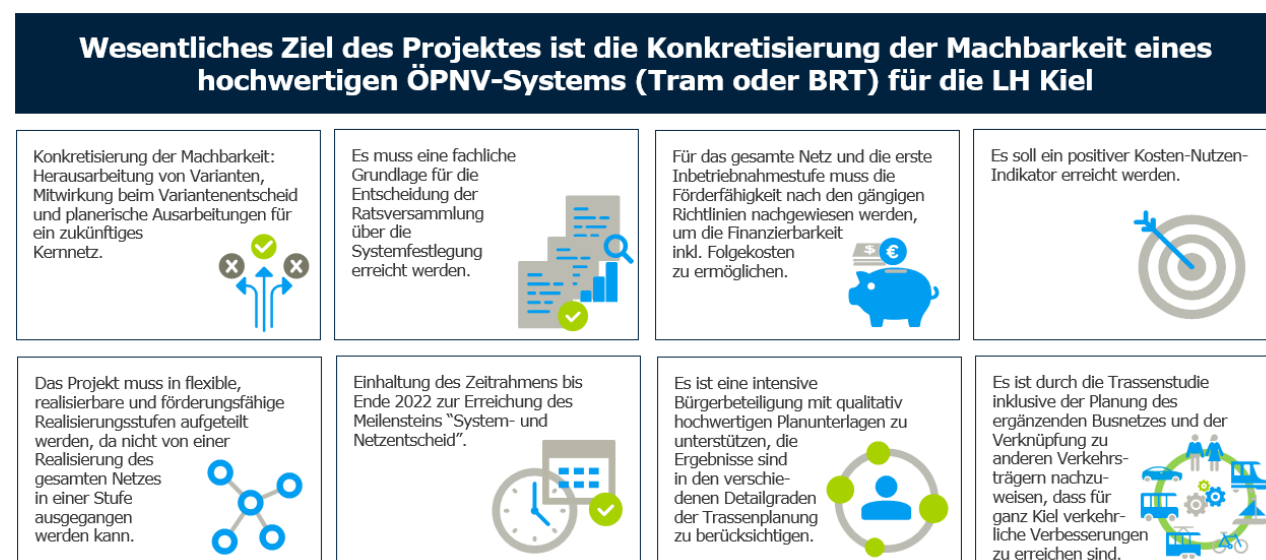 Wesentliches Ziel des Projektes ist die Konkretisierung der Machbarkeit eines
hochwertigen ÖPNV-Systems (Tram oder BRT) für die LH Kiel
Konkretisierung der Machbarkeit:
Herausarbeitung von Varianten,
Mitwirkung beim Variantenentscheid
und planerische Ausarbeitungen für
ein zukünftiges
Kernnetz.
Es muss eine fachliche
Grundlage für die
Entscheidung der
Ratsversammlung
über die
Systemfestlegung
erreicht werden.
Für das gesamte Netz und die erste
Inbetriebnahmestufe muss die
Förderfähigkeit nach den gängigen
Richtlinien nachgewiesen werden,
um die Finanzierbarkeit
inkl. Folgekosten
zu ermöglichen.
$ €
Es soll ein positiver Kosten-Nutzen-
Indikator erreicht werden.
Das Projekt muss in flexible,
realisierbare und förderungsfähige
Realisierungsstufen aufgeteilt
werden, da nicht von einer
Realisierung des
gesamten Netzes
in einer Stufe
ausgegangen
werden kann.
Einhaltung des Zeitrahmens bis
Ende 2022 zur Erreichung des
Meilensteins “System- und
Netzentscheid”.
Es ist eine intensive
Bürgerbeteiligung mit qualitativ
hochwertigen Planunterlagen zu
unterstützen, die
Ergebnisse sind
in den verschie-
denen Detailgraden
der Trassenplanung
zu berücksichtigen.
Es ist durch die Trassenstudie
inklusive der Planung des
ergänzenden Busnetzes und der
Verknüpfung zu
anderen Verkehrs-
trägern nachzu-
weisen, dass für
ganz Kiel verkehr-
liche Verbesserungen
zu erreichen sind.